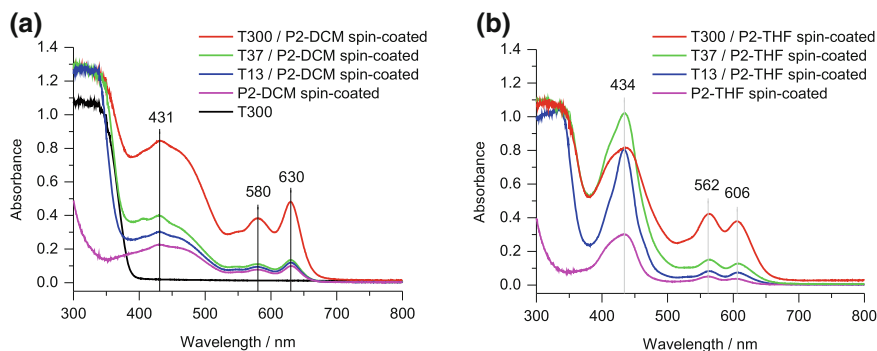 (a)
T300 / P2-DCM spin-coated
T37 / P2-DCM spin-coated
T13 / P2-DCM spin-coated
P2-DCM spin-coated
T300
431
580
630
1.4
1.2
1.0
0.8
0.6
0.4
0.2
0.0
Absorbance
300
400
500
600
700
800
Wavelength / nm
(b)
T300 / P2-THF spin-coated
T37 / P2-THF spin-coated
T13 / P2-THF spin-coated
P2-THF spin-coated
434
562
606
1.4
1.2
1.0
0.8
0.6
0.4
0.2
0.0
Absorbance
300
400
500
600
700
800
Wavelength / nm